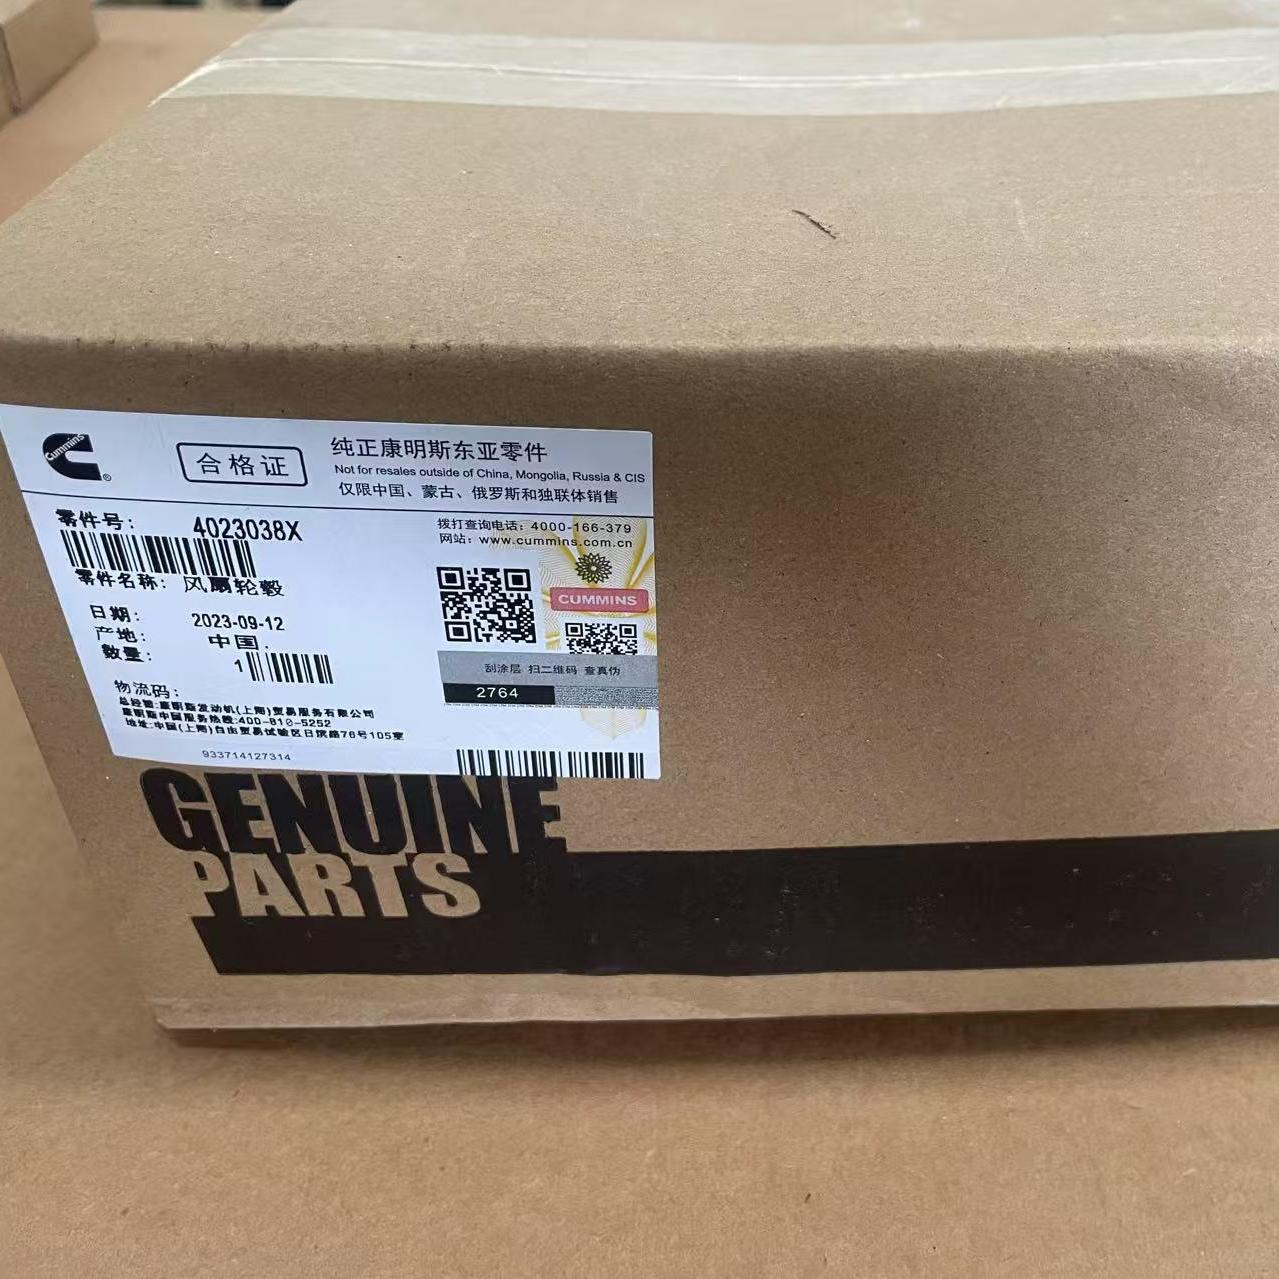 Cummins
合格证
纯正康明斯东亚零件
Not for resales outside of China, Mongolia, Russia & CIS
仅限中国、蒙古、俄罗斯和独联体销售
零件号: 4023038X
零件名称: 风扇轮毂
日期: 2023-09-12
产地: 中国.
数量: 1
物流码:
总经销:康明斯发动机(上海)贸易服务有限公司
康明斯中国服务热线:400-810-5252
地址:中国(上海)自由贸易试验区日滨路76号105室
933714127314
拨打查询电话: 4000-166-379
网站: www.cummins.com.cn
CUMMINS
刮涂层 扫二维码 查真伪
2764
GENUINE
PARTS